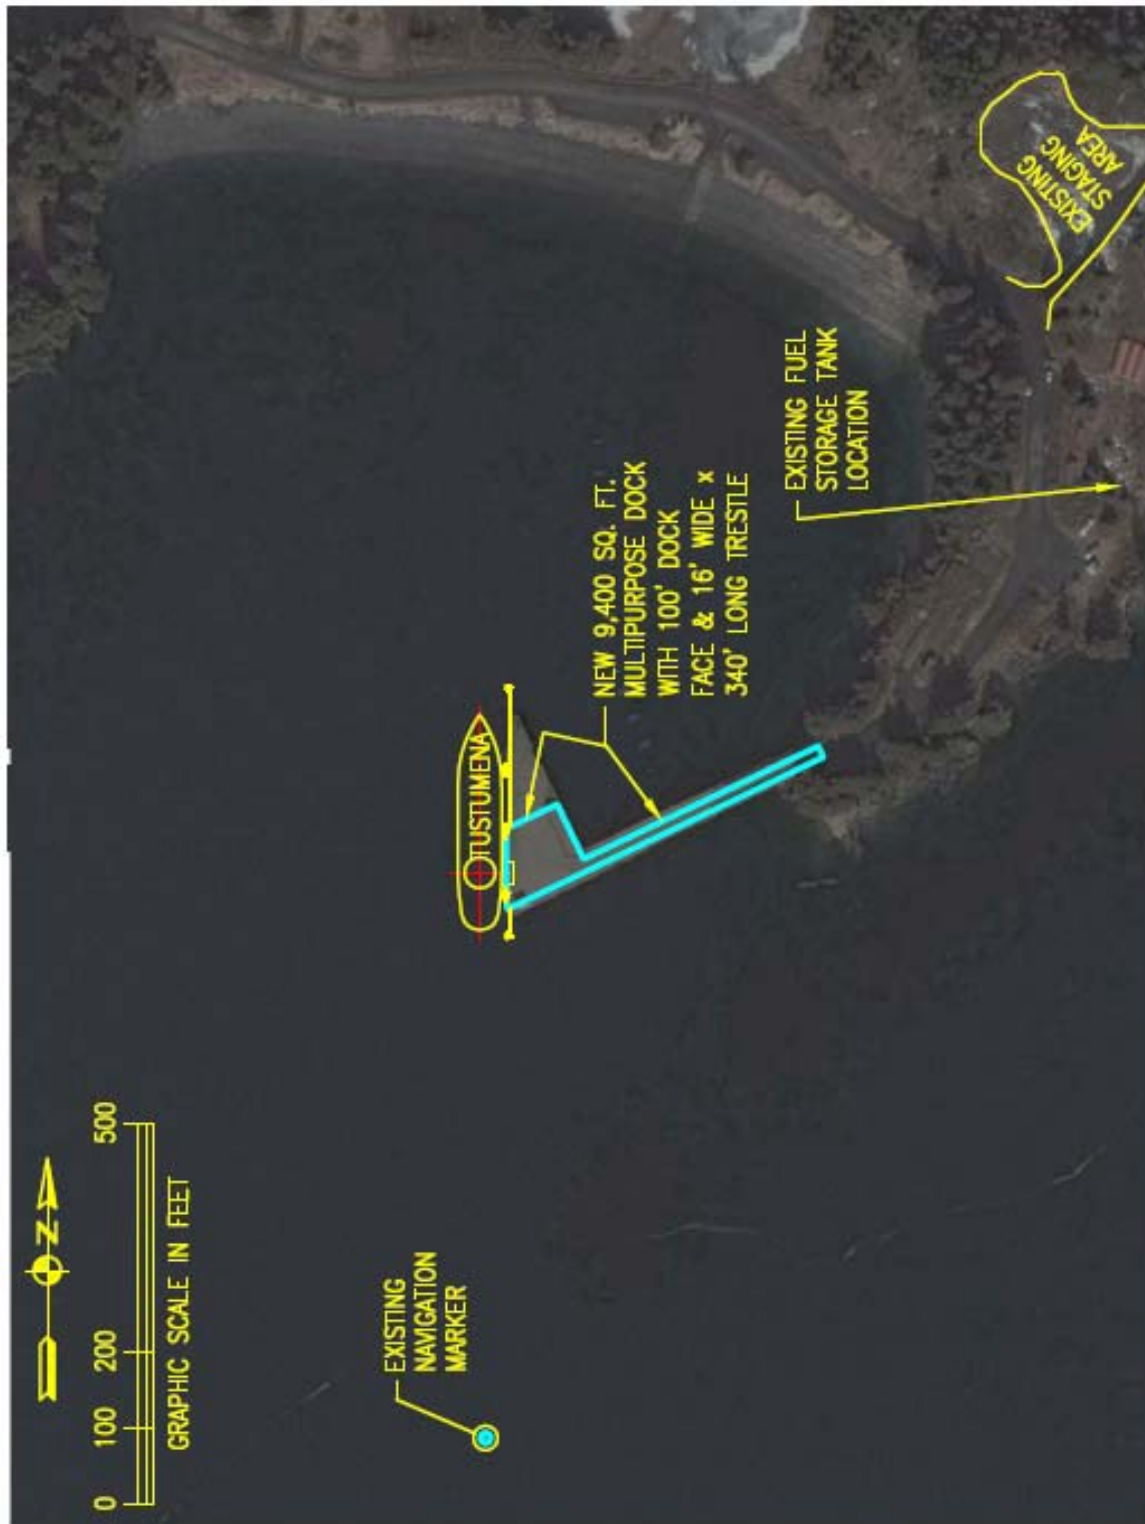 N
0 100 200 500
GRAPHIC SCALE IN FEET
EXISTING
NAVIGATION
MARKER
TUSTUMENA
NEW 9,400 SQ. FT.
MULTIPURPOSE DOCK
WITH 100' DOCK
FACE & 16' WIDE x
340' LONG TRESTLE
EXISTING FUEL
STORAGE TANK
LOCATION
EXISTING
STAGING
AREA